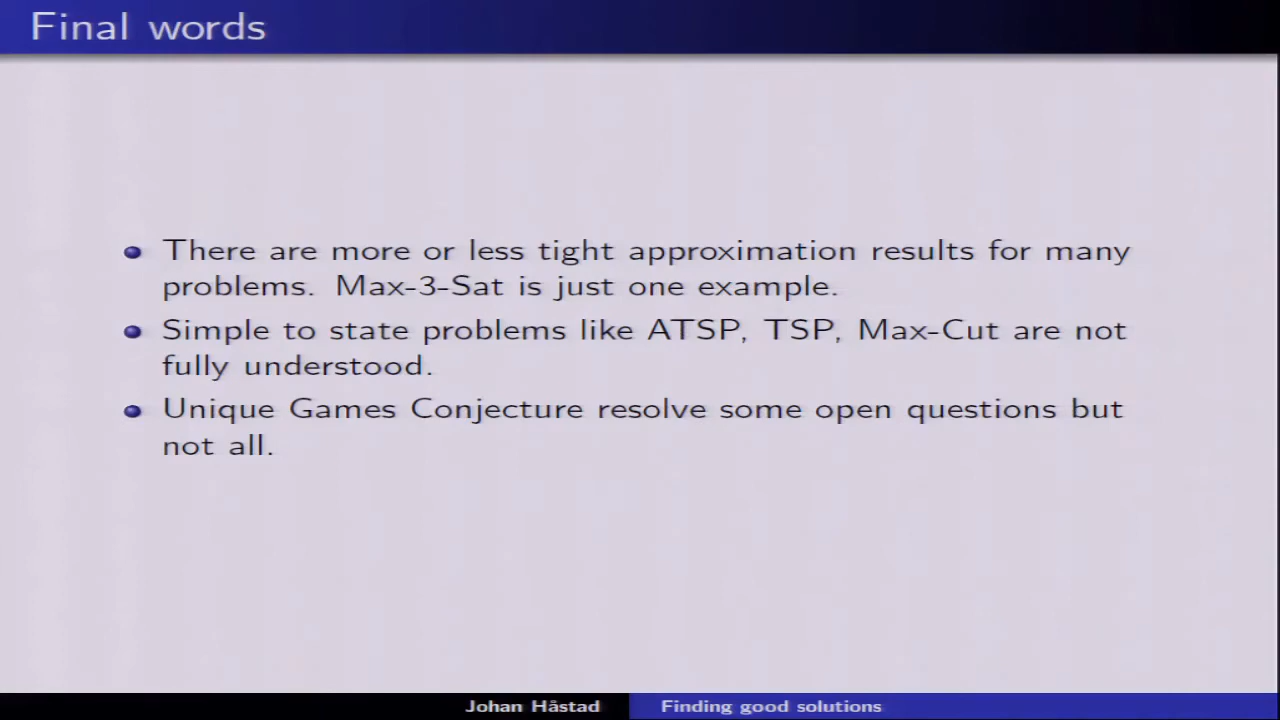 Final words
There are more or less tight approximation results for many
problems. Max-3-Sat is just one example.
Simple to state problems like ATSP, TSP, Max-Cut are not
fully understood.
Unique Games Conjecture resolve some open questions but
not all.
Johan Håstad
Finding good solutions